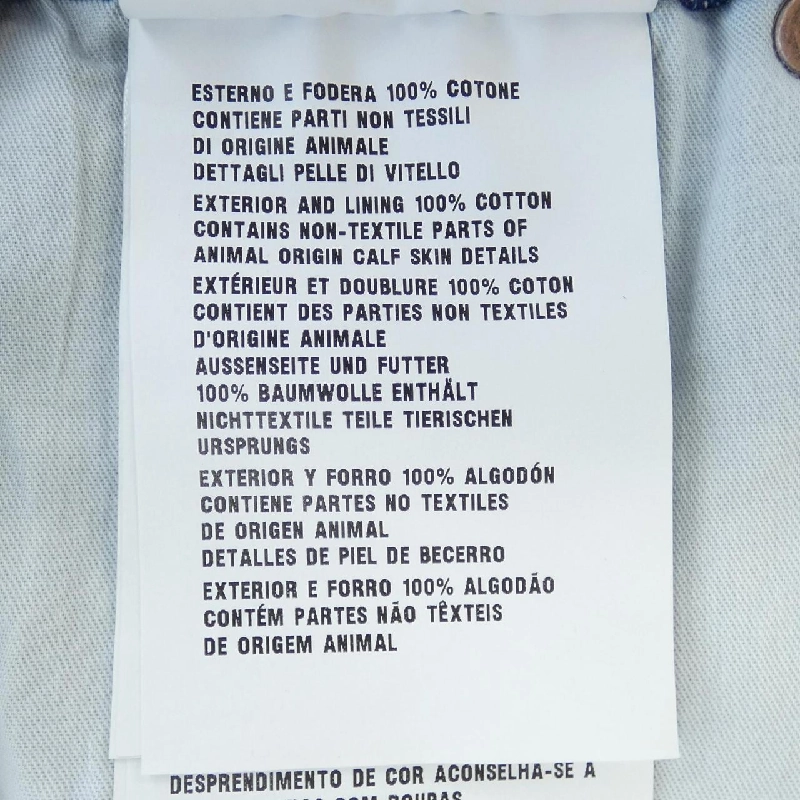 ESTERNO E FODERA 100% COTONE
CONTIENE PARTI NON TESSILI
DI ORIGINE ANIMALE
DETTAGLI PELLE DI VITELLO
EXTERIOR AND LINING 100% COTTON
CONTAINS NON-TEXTILE PARTS OF
ANIMAL ORIGIN CALF SKIN DETAILS
EXTÉRIEUR ET DOUBLURE 100% COTON
CONTIENT DES PARTIES NON TEXTILES
D'ORIGINE ANIMALE
AUSSENSEITE UND FUTTER
100% BAUMWOLLE ENTHÄLT
NICHTTEXTILE TEILE TIERISCHEN
URSPRUNGS
EXTERIOR Y FORRO 100% ALGODÓN
CONTIENE PARTES NO TEXTILES
DE ORIGEN ANIMAL
DETALLES DE PIEL DE BECERRO
EXTERIOR E FORRO 100% ALGODÃO
CONTÉM PARTES NÃO TÊXTEIS
DE ORIGEM ANIMAL
DESPRENDIMENTO DE COR ACONSELHA-SE A
COM ROUPAS